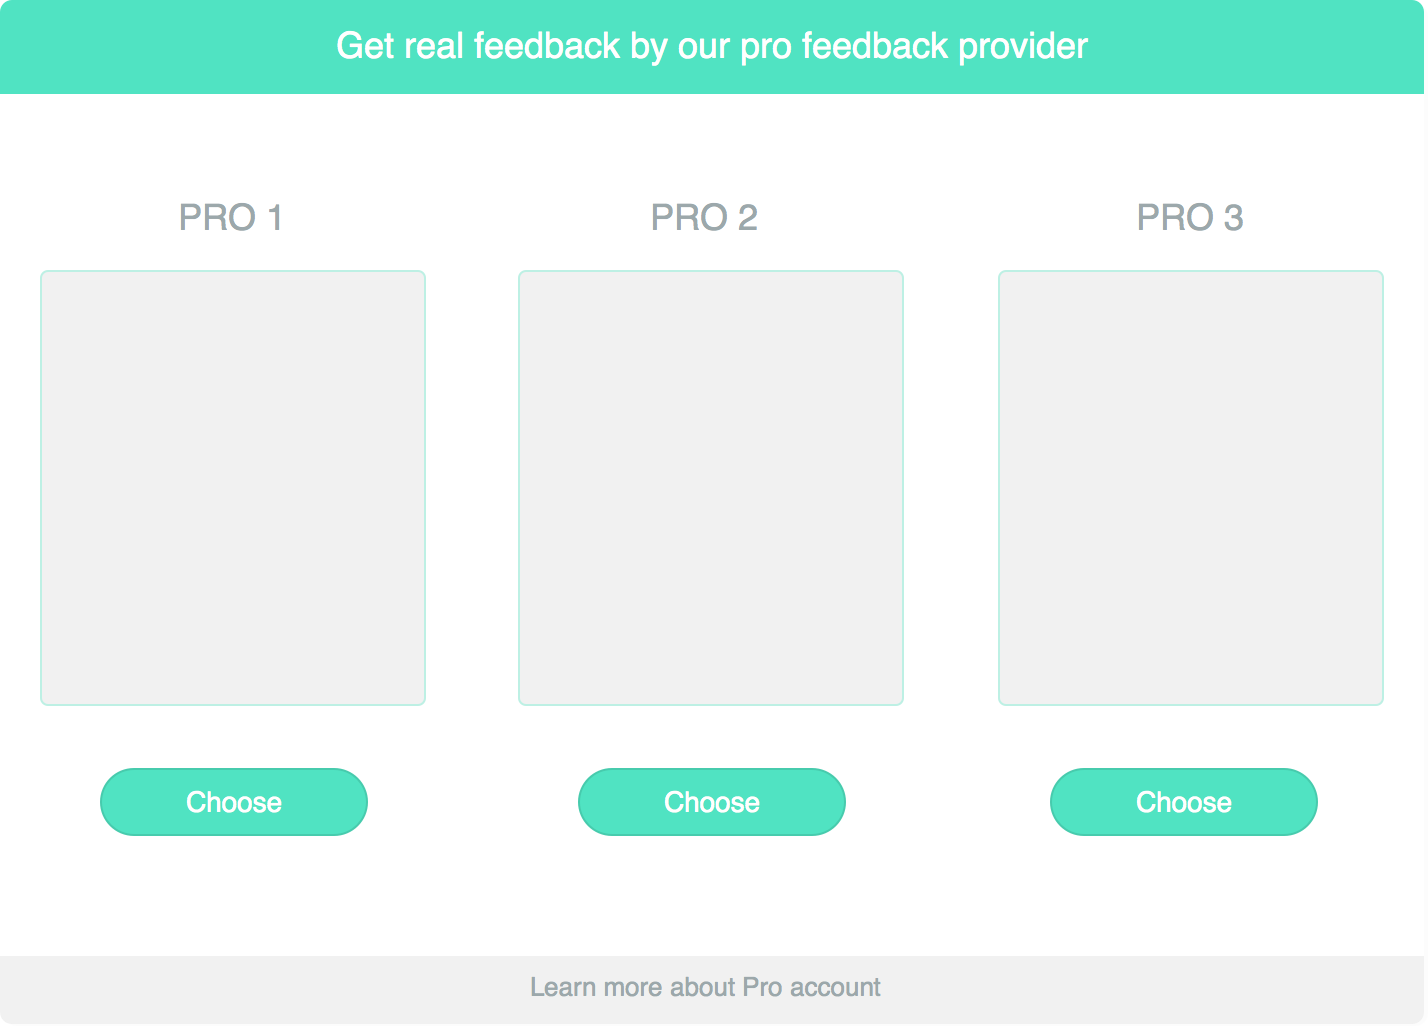 Get real feedback by our pro feedback provider
PRO 1
PRO 2
PRO 3
Choose
Choose
Choose
Learn more about Pro account